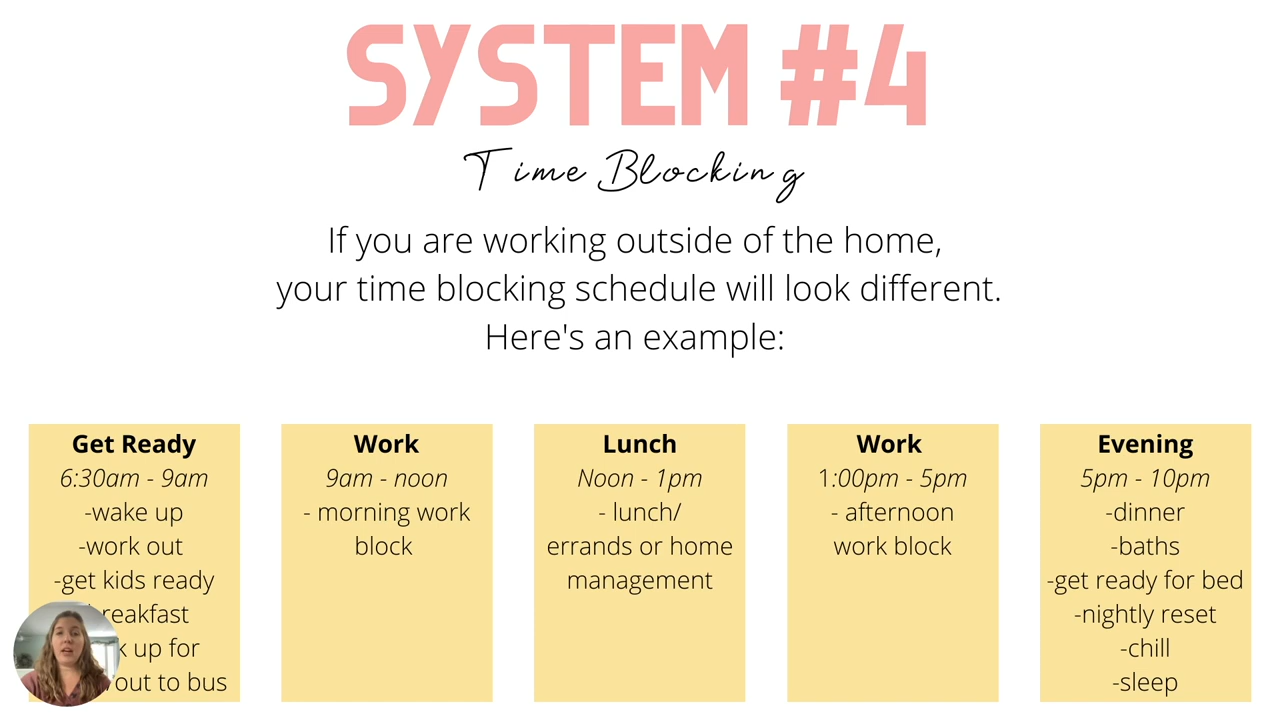 SYSTEM #4
Time Blocking
If you are working outside of the home,
your time blocking schedule will look different.
Here's an example:
Get Ready
6:30am - 9am
-wake up
-work out
-get kids ready
reakfast
k up for
out to bus
Work
9am - noon
- morning work
block
Lunch
Noon - 1pm
- lunch/
errands or home
management
Work
1:00pm - 5pm
- afternoon
work block
Evening
5pm - 10pm
-dinner
-baths
-get ready for bed
-nightly reset
-chill
-sleep